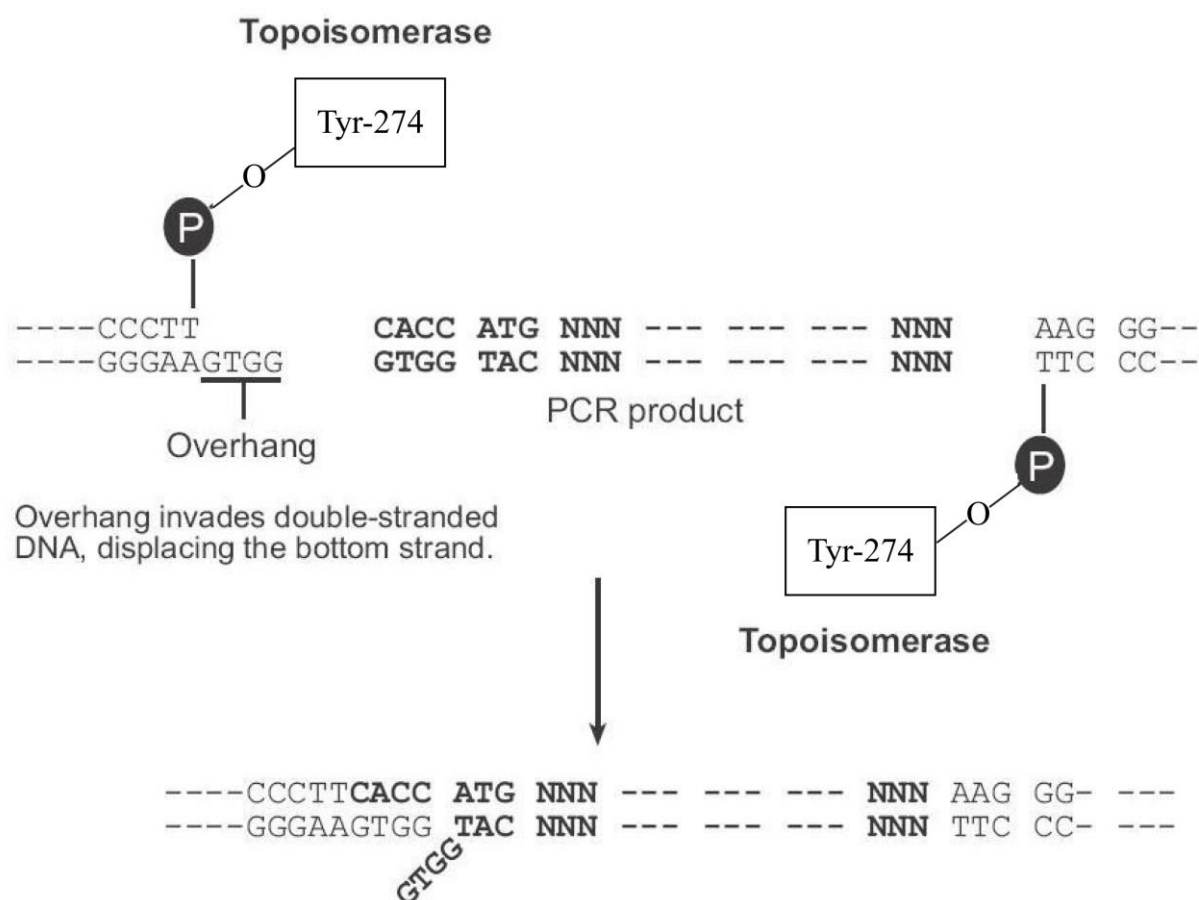 Topoisomerase
Tyr-274
O
P
----CCCTT CACC ATG NNN --- --- --- NNN AAG GG--
----GGGAAGTGG GTGG TAC NNN --- --- --- NNN TTC CC--
PCR product
Overhang
P
Overhang invades double-stranded
DNA, displacing the bottom strand.
O
Tyr-274
Topoisomerase
----CCCTTCACC ATG NNN --- --- --- NNN AAG GG- ---
----GGGAAGTGG TAC NNN --- --- --- NNN TTC CC- ---
GTGG